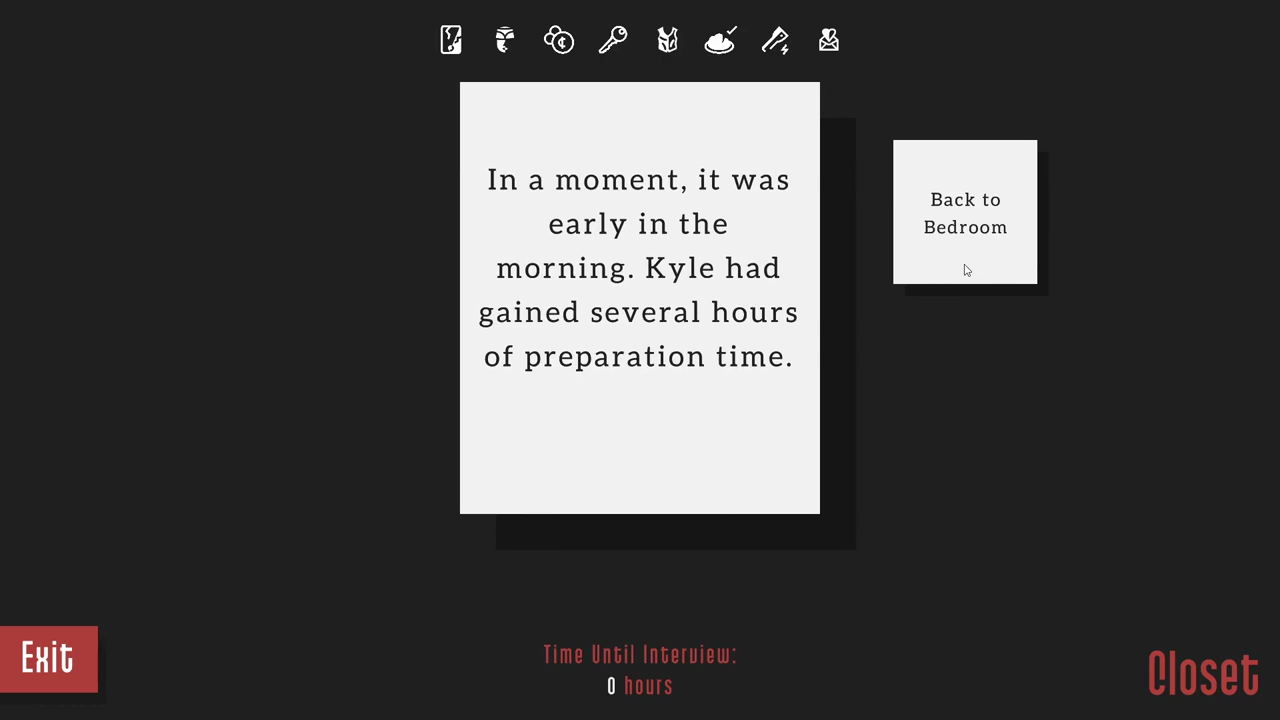 In a moment, it was
early in the
morning. Kyle had
gained several hours
of preparation time.
Back to
Bedroom
Exit
Time Until Interview:
0 hours
Closet